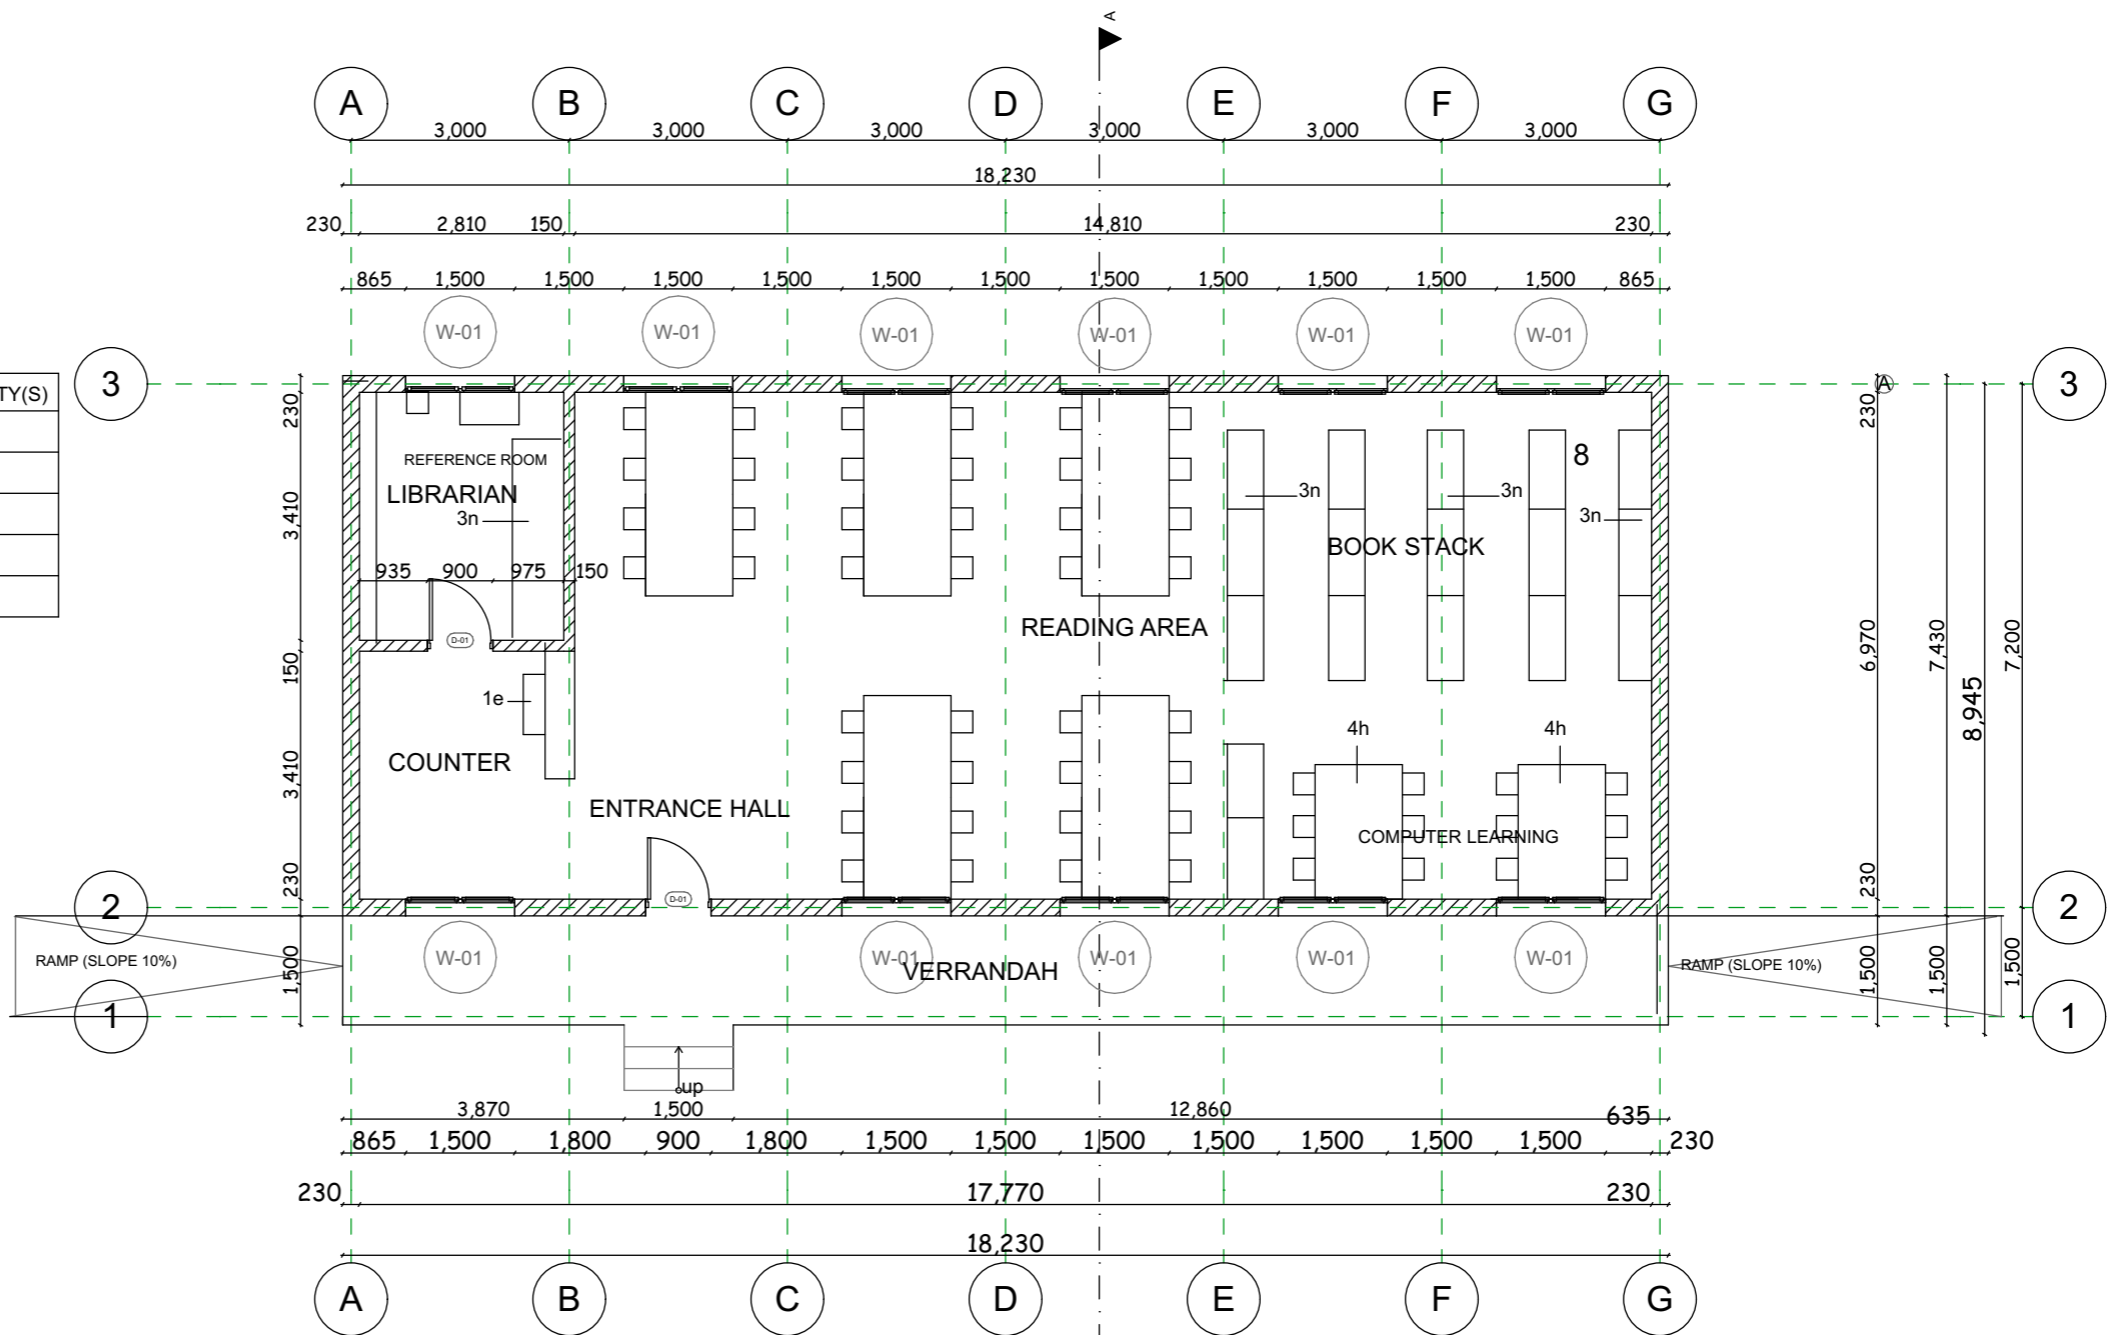 A
A B C D E F G
3,000 3,000 3,000 3,000 3,000 3,000
18,230
230 2,810 150 14,810 230
865 1,500 1,500 1,500 1,500 1,500 1,500 1,500 1,500 1,500 1,500 1,500 865
W-01 W-01 W-01 W-01 W-01 W-01
TY(S)
3 A 3
230 230
8
REFERENCE ROOM
LIBRARIAN
3n 3n 3n 3n
3,410
BOOK STACK
935 900 975 150
READING AREA
D-01
150 6,970 7,430 7,200
8,945
1e
4h 4h
COUNTER
3,410
ENTRANCE HALL
COMPUTER LEARNING
230 230
D-01
2 2
RAMP (SLOPE 10%) W-01 W-01 W-01 W-01 W-01 RAMP (SLOPE 10%)
VERRANDAH
1,500 1,500 1,500 1,500
1 1
up
3,870 1,500 12,860
635
865 1,500 1,800 900 1,800 1,500 1,500 1,500 1,500 1,500 1,500 1,500 230
230 17,770 230
18,230
A B C D E F G